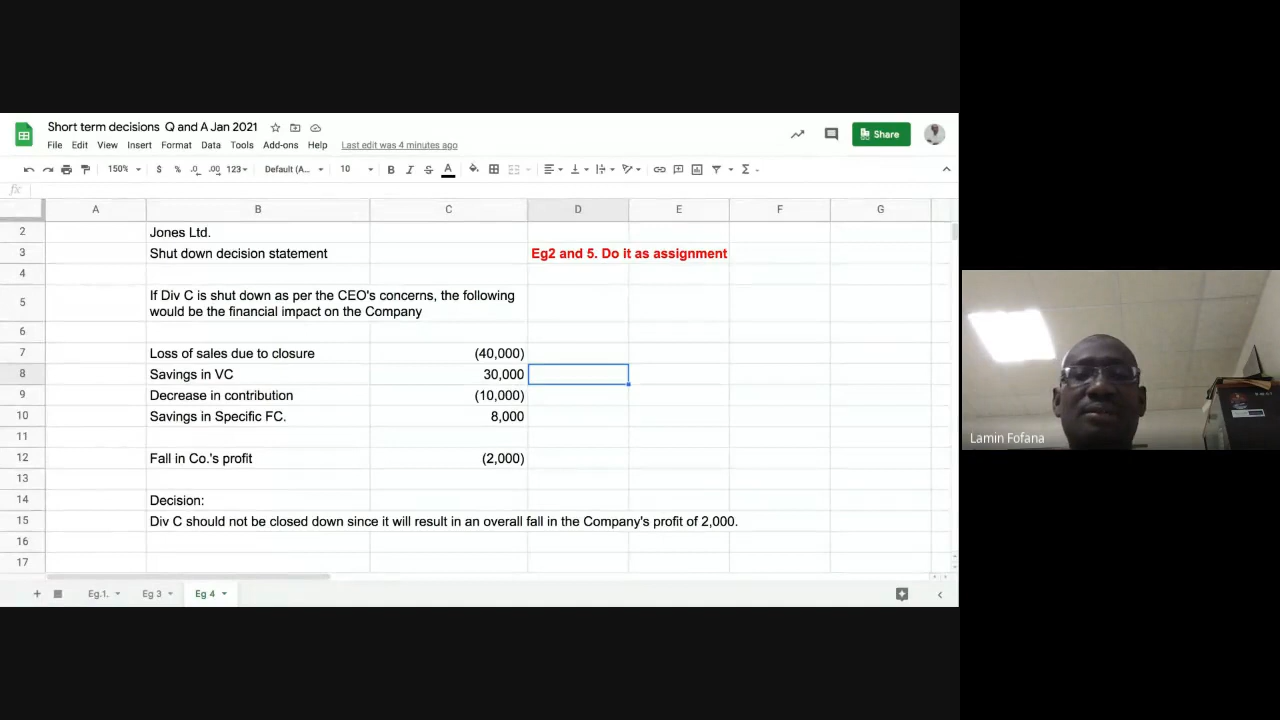 Short term decisions Q and A Jan 2021
File Edit View Insert Format Data Tools Add-ons Help Last edit was 4 minutes ago
Share
150% $ % .0 .00 123 Default (A... 10 B I S A
fx
A B C D E F G
2 Jones Ltd.
3 Shut down decision statement Eg2 and 5. Do it as assignment
4
5 If Div C is shut down as per the CEO's concerns, the following
would be the financial impact on the Company
6
7 Loss of sales due to closure (40,000)
8 Savings in VC 30,000
9 Decrease in contribution (10,000)
10 Savings in Specific FC. 8,000
11
12 Fall in Co.'s profit (2,000)
13
14 Decision:
15 Div C should not be closed down since it will result in an overall fall in the Company's profit of 2,000.
16
17
Eg.1. Eg 3 Eg 4
Lamin Fofana